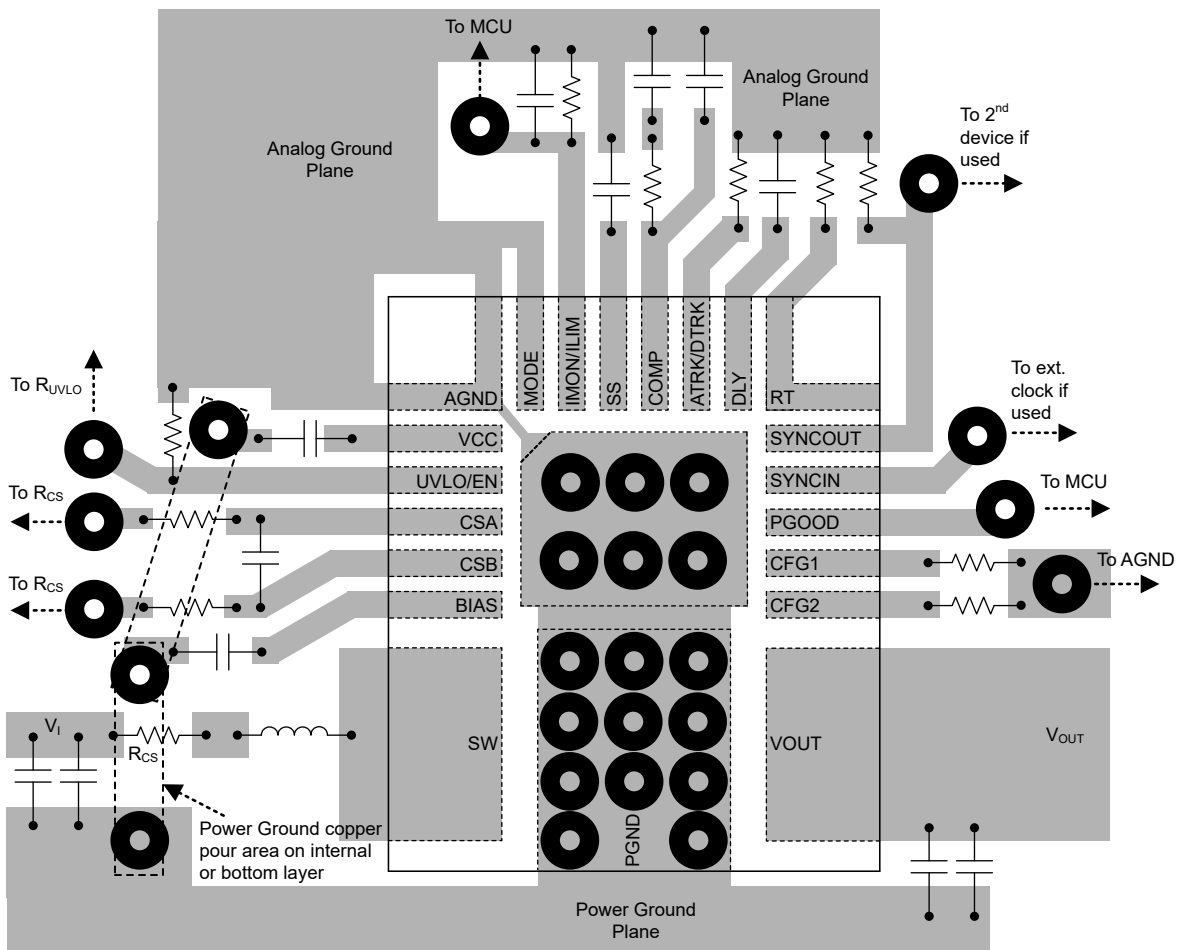 To MCU
Analog Ground
Plane
Analog Ground
Plane
To 2nd
device if
used
To RUVLO
To RCS
To RCS
To ext.
clock if
used
To MCU
To AGND
MODE
IMON/ILIM
SS
COMP
ATRK/DTRK
DLY
AGND
VCC
UVLO/EN
CSA
CSB
BIAS
SW
RT
SYNCOUT
SYNCIN
PGOOD
CFG1
CFG2
VOUT
PGND
VI
RCS
VOUT
Power Ground copper
pour area on internal
or bottom layer
Power Ground
Plane